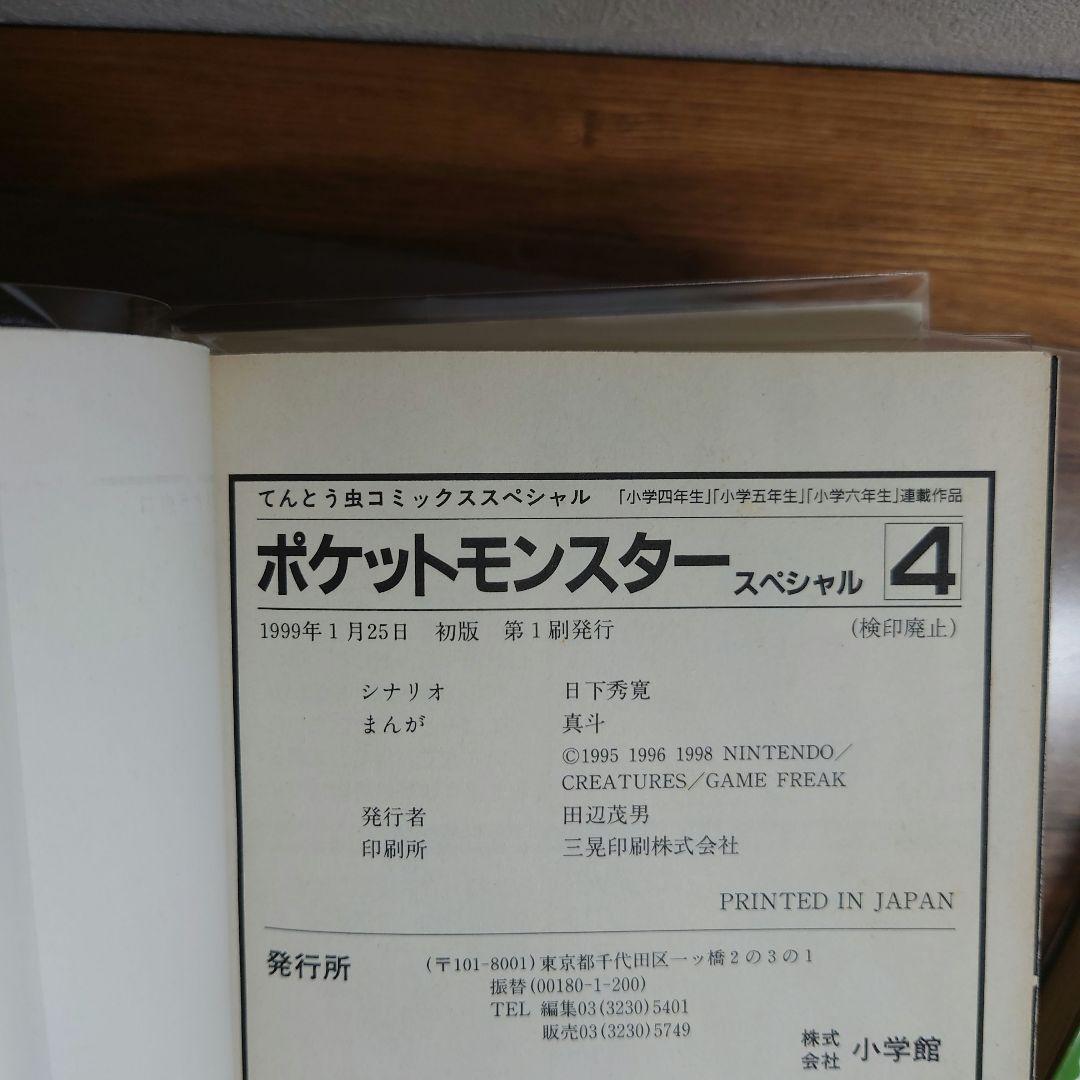 てんとう虫コミックススペシャル 「小学四年生」「小学五年生」「小学六年生」連載作品
ポケットモンスター スペシャル 4
1999年1月25日 初版 第1刷発行 (検印廃止)
シナリオ 日下秀寛
まんが 真斗
©1995 1996 1998 NINTENDO/
CREATURES/GAME FREAK
発行者 田辺茂男
印刷所 三晃印刷株式会社
PRINTED IN JAPAN
発行所 (〒101-8001)東京都千代田区一ッ橋2の3の1
振替(00180-1-200)
TEL 編集03(3230)5401
販売03(3230)5749
株式会社 小学館